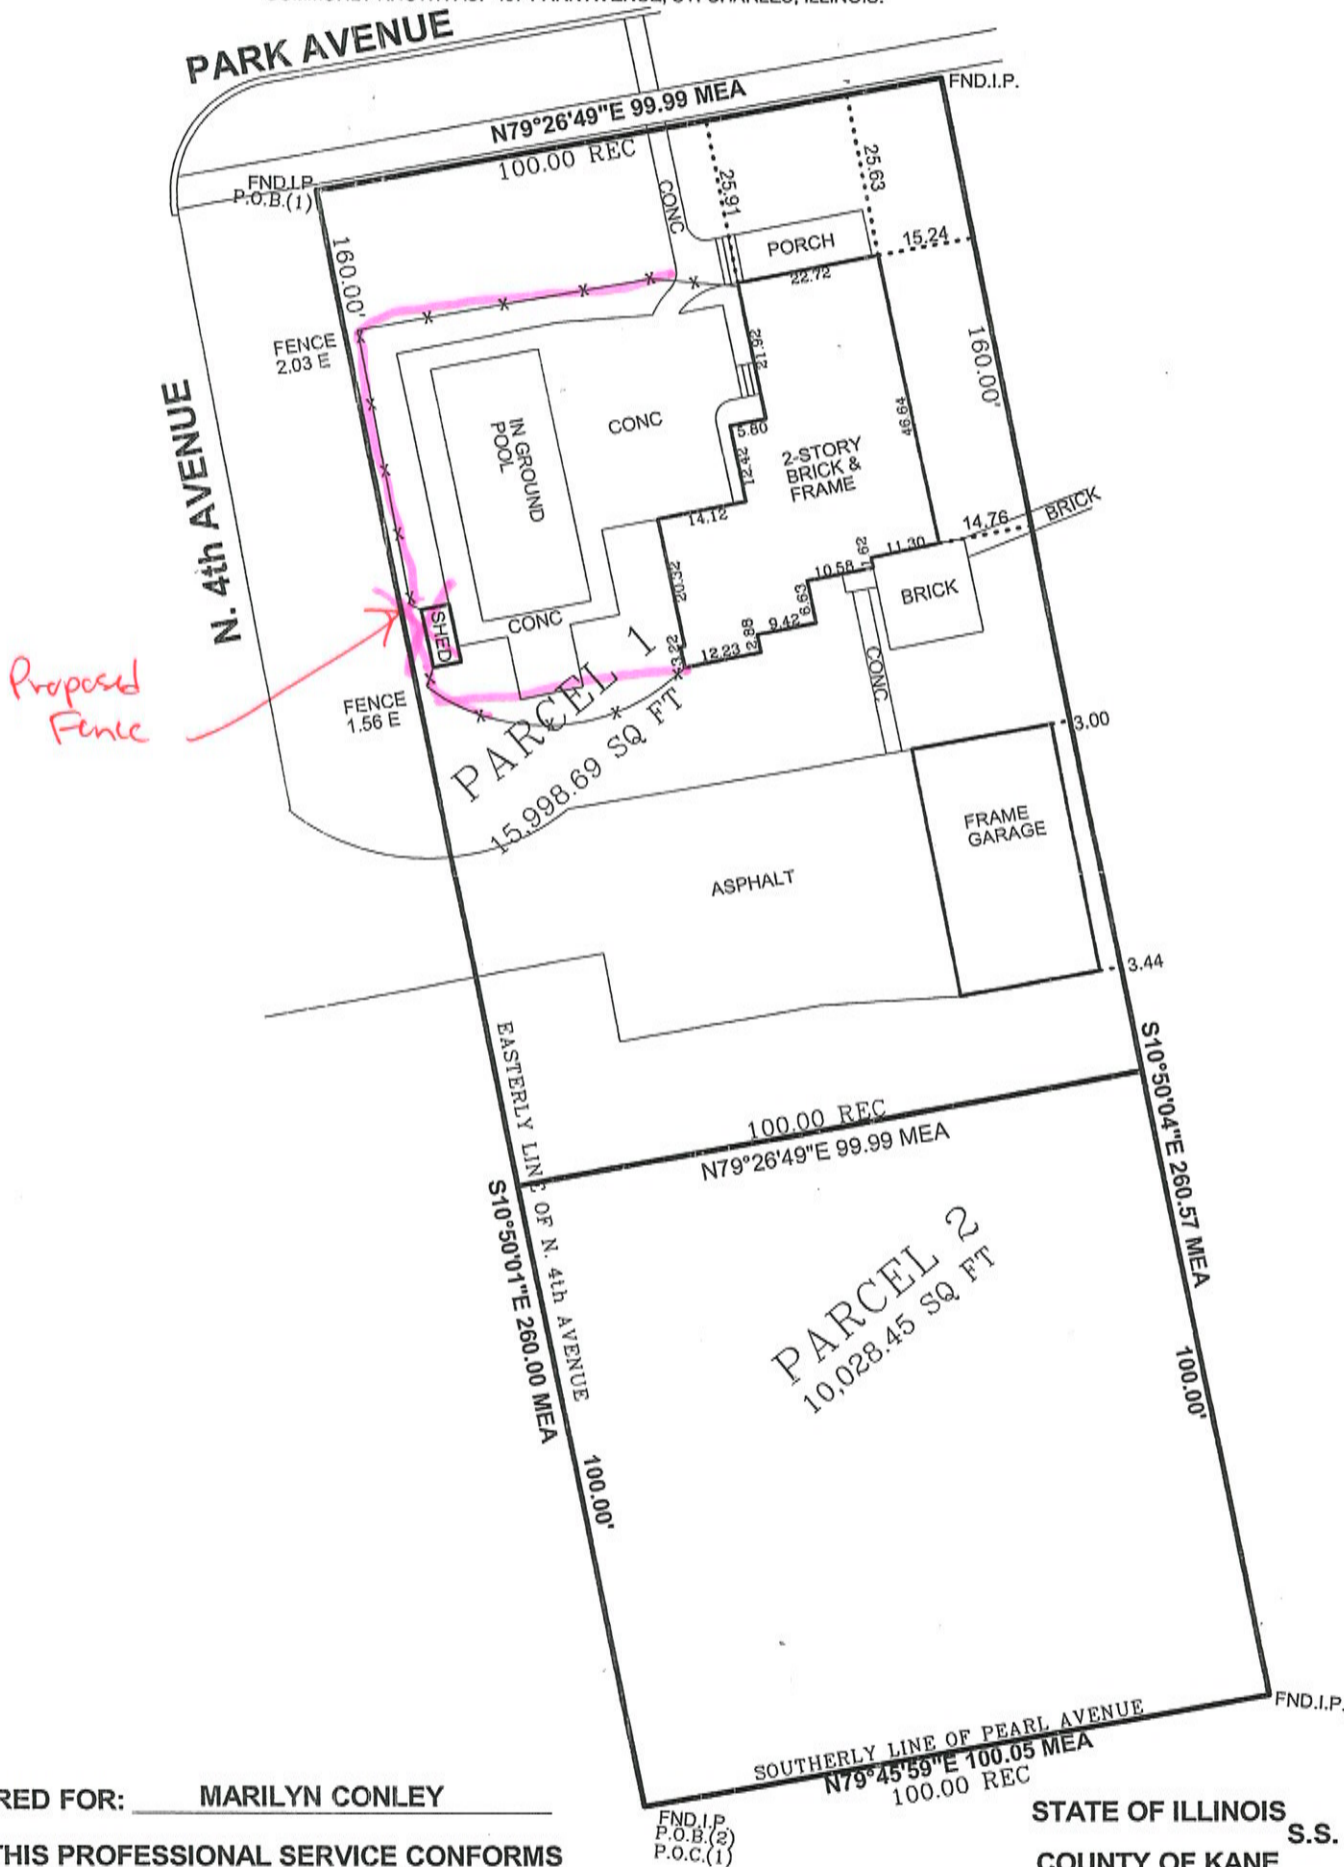 PARK AVENUE
FND.I.P.
N79°26'49"E 99.99 MEA
100.00 REC
FND.I.P.
P.O.B.(1)
25.91
25.63
CONC
PORCH
15.24
22.72
160.00'
FENCE
2.03 E
N. 4th AVENUE
21.92
160.00'
IN GROUND
POOL
CONC
46.64
5.80
12.42
2-STORY
BRICK &
FRAME
14.12
14.76
BRICK
11.30
1.62
10.58
20.32
BRICK
6.63
SHED
CONC
9.42
2.88
12.23
3.22
CONC.
Proposed
Fence
FENCE
1.56 E
PARCEL 1
15,998.69 SQ FT
3.00
FRAME
GARAGE
ASPHALT
3.44
EASTERLY LINE OF N. 4th AVENUE
S10°50'04"E 260.57 MEA
100.00 REC
N79°26'49"E 99.99 MEA
S10°50'01"E 260.00 MEA
PARCEL 2
10,028.45 SQ FT
100.00'
100.00'
FND.I.P.
SOUTHERLY LINE OF PEARL AVENUE
N79°45'59"E 100.05 MEA
100.00 REC
FND.I.P.
P.O.B.(2)
P.O.C.(1)
RED FOR: MARILYN CONLEY
STATE OF ILLINOIS
S.S.
THIS PROFESSIONAL SERVICE CONFORMS
COUNTY OF KANE